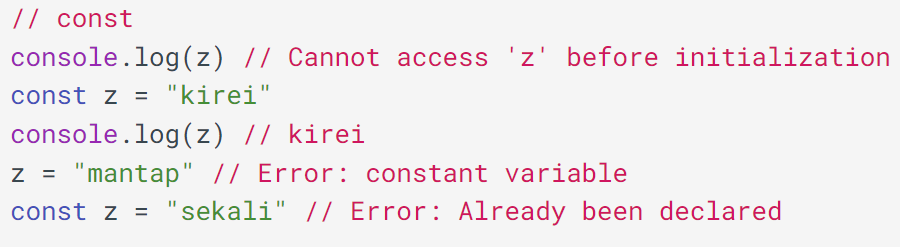 // const
console.log(z) // Cannot access 'z' before initialization
const z = "kirei"
console.log(z) // kirei
z = "mantap" // Error: constant variable
const z = "sekali" // Error: Already been declared